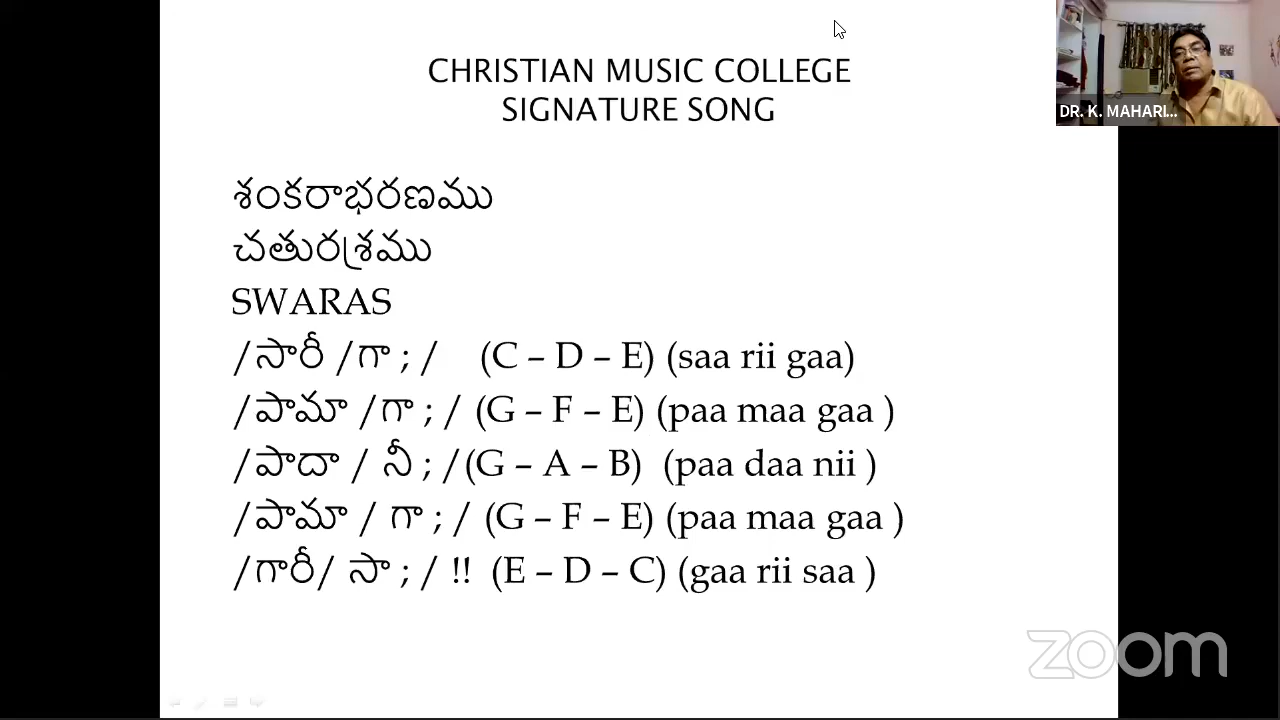 CHRISTIAN MUSIC COLLEGE
SIGNATURE SONG
DR. K. MAHARI...
శంకరాభరణము
చతురశ్రము
SWARAS
/సారీ /గా ; / (C – D – E) (saa rii gaa)
/పామా /గా ; / (G – F – E) (paa maa gaa )
/పాదా / నీ ; /(G – A – B) (paa daa nii )
/పామా / గా ; / (G – F – E) (paa maa gaa )
/గారీ/ సా ; / !! (E – D – C) (gaa rii saa )
zoom